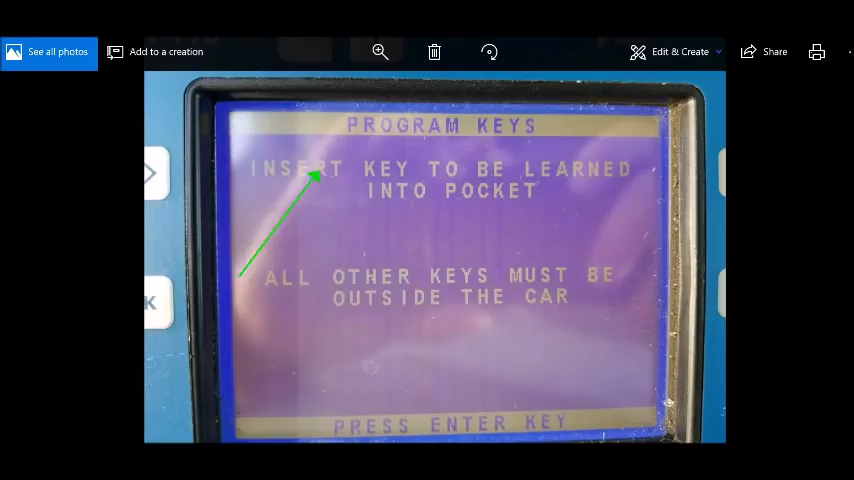 See all photos
Add to a creation
Edit & Create
Share
PROGRAM KEYS
INSERT KEY TO BE LEARNED
INTO POCKET
ALL OTHER KEYS MUST BE
OUTSIDE THE CAR
K
PRESS ENTER KEY